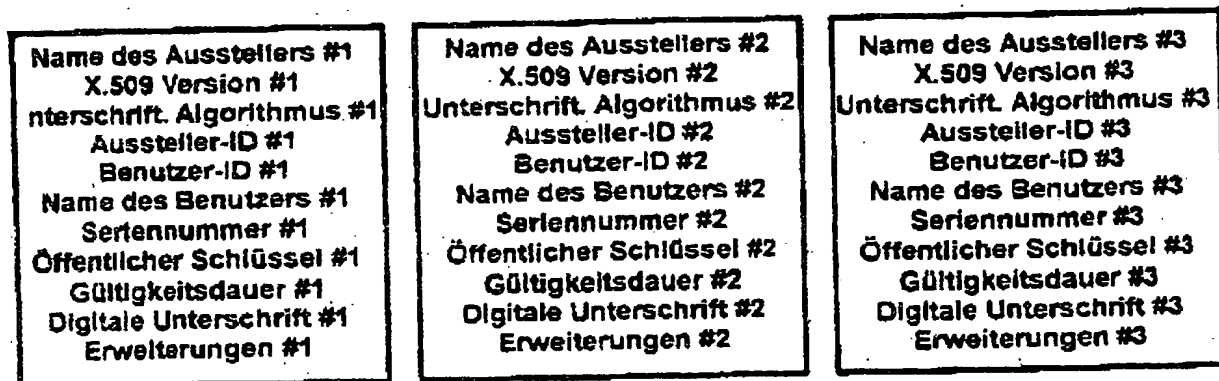 Name des Ausstellers #1
X.509 Version #1
nterschrift. Algorithmus #1
Aussteller-ID #1
Benutzer-ID #1
Name des Benutzers #1
Seriennummer #1
Öffentlicher Schlüssel #1
Gültigkeitsdauer #1
Digitale Unterschrift #1
Erweiterungen #1
Name des Ausstellers #2
X.509 Version #2
Unterschrift. Algorithmus #2
Aussteller-ID #2
Benutzer-ID #2
Name des Benutzers #2
Seriennummer #2
Öffentlicher Schlüssel #2
Gültigkeitsdauer #2
Digitale Unterschrift #2
Erweiterungen #2
Name des Ausstellers #3
X.509 Version #3
Unterschrift. Algorithmus #3
Aussteller-ID #3
Benutzer-ID #3
Name des Benutzers #3
Seriennummer #3
Öffentlicher Schlüssel #3
Gültigkeitsdauer #3
Digitale Unterschrift #3
Erweiterungen #3